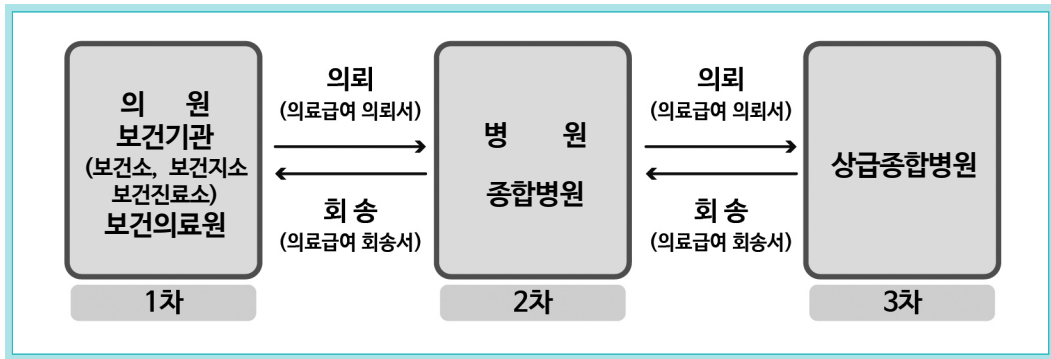 의 원
보건기관
(보건소, 보건지소
보건진료소)
보건의료원
1차
의뢰
(의료급여 의뢰서)
회 송
(의료급여 회송서)
병 원
종합병원
2차
의뢰
(의료급여 의뢰서)
회 송
(의료급여 회송서)
상급종합병원
3차